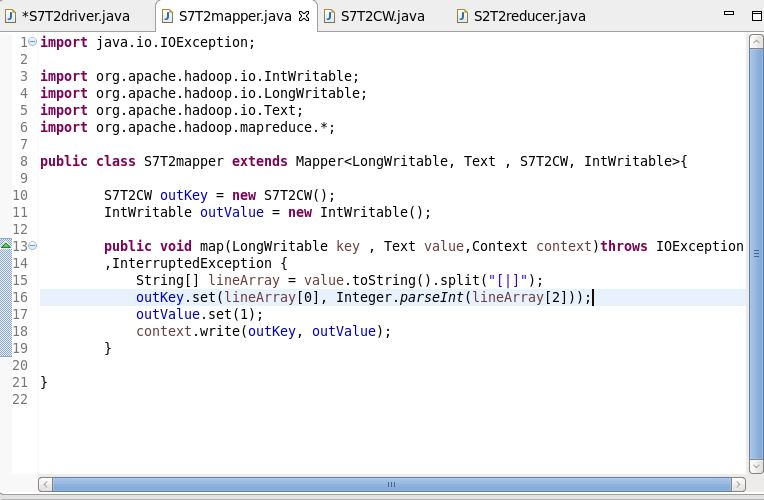 *S7T2driver.java S7T2mapper.java S7T2CW.java S2T2reducer.java
1 import java.io.IOException;
2
3 import org.apache.hadoop.io.IntWritable;
4 import org.apache.hadoop.io.LongWritable;
5 import org.apache.hadoop.io.Text;
6 import org.apache.hadoop.mapreduce.*;
7
8 public class S7T2mapper extends Mapper<LongWritable, Text , S7T2CW, IntWritable>{
9
10 S7T2CW outKey = new S7T2CW();
11 IntWritable outValue = new IntWritable();
12
13 public void map(LongWritable key , Text value,Context context)throws IOException
14 ,InterruptedException {
15 String[] lineArray = value.toString().split("[|]");
16 outKey.set(lineArray[0], Integer.parseInt(lineArray[2]));
17 outValue.set(1);
18 context.write(outKey, outValue);
19 }
20
21 }
22